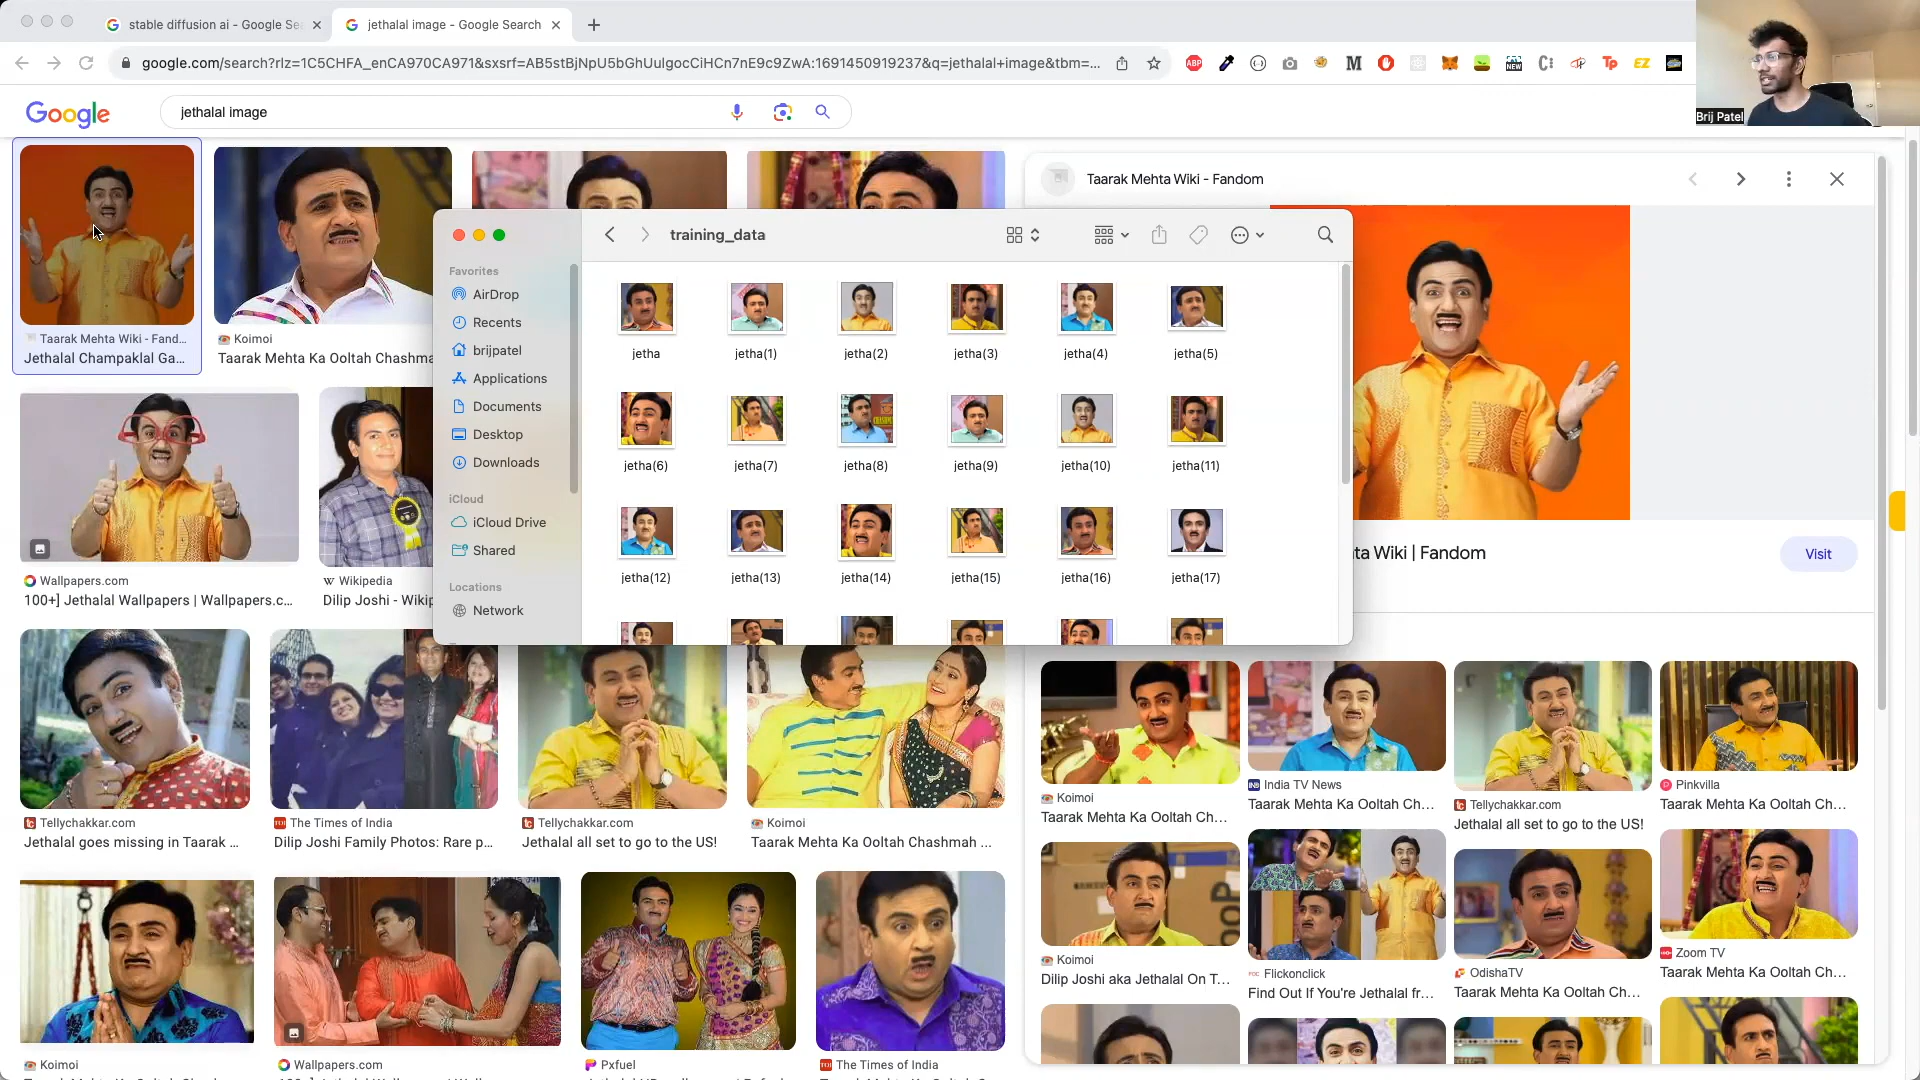 stable diffusion ai - Google Se
jethalal image - Google Search
google.com/search?rlz=1C5CHFA_enCA970CA971&sxsrf=AB5stBjNpU5bGhUulgocCiHCn7nE9c9ZwA:1691450919237&q=jethalal+image&tbm=...
ABP
M
NEW
Tp
EZ
Google
jethalal image
Brij Patel
Taarak Mehta Wiki - Fandom
Taarak Mehta Wiki - Fand...
Jethalal Champaklal Ga...
Koimoi
Taarak Mehta Ka Ooltah Chashma
training_data
Favorites
AirDrop
Recents
brijpatel
Applications
Documents
Desktop
Downloads
iCloud
iCloud Drive
Shared
Locations
Network
jetha
jetha(1)
jetha(2)
jetha(3)
jetha(4)
jetha(5)
jetha(6)
jetha(7)
jetha(8)
jetha(9)
jetha(10)
jetha(11)
jetha(12)
jetha(13)
jetha(14)
jetha(15)
jetha(16)
jetha(17)
ta Wiki | Fandom
Visit
Wallpapers.com
100+] Jethalal Wallpapers | Wallpapers.c...
Wikipedia
Dilip Joshi - Wikip
Tellychakkar.com
Jethalal goes missing in Taarak ...
The Times of India
Dilip Joshi Family Photos: Rare p...
Tellychakkar.com
Jethalal all set to go to the US!
Koimoi
Taarak Mehta Ka Ooltah Chashmah ...
Koimoi
Taarak Mehta Ka Ooltah Ch...
India TV News
Taarak Mehta Ka Ooltah Ch...
Tellychakkar.com
Jethalal all set to go to the US!
Pinkvilla
Taarak Mehta Ka Ooltah Ch...
Koimoi
Dilip Joshi aka Jethalal On T...
Flickonclick
Find Out If You're Jethalal fr...
OdishaTV
Taarak Mehta Ka Ooltah Ch...
Zoom TV
Taarak Mehta Ka Ooltah Ch...
Koimoi
Wallpapers.com
Pxfuel
The Times of India